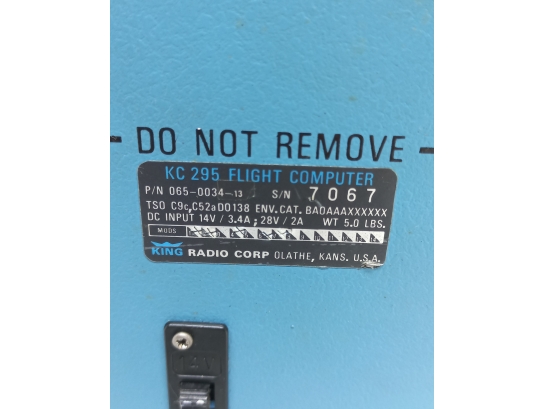 DO NOT REMOVE
KC 295 FLIGHT COMPUTER
P/N 065-0034-13 S/N 7067
TSO C9c,C52a DO138 ENV.CAT. BAOAAAXXXXXX
DC INPUT 14V / 3.4A ; 28V / 2A WT 5.0 LBS.
MODS
KING RADIO CORP OLATHE, KANS. U.S.A.